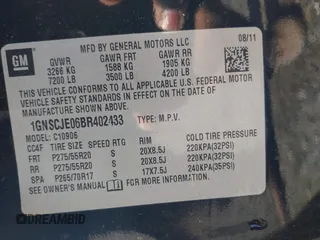 GM
MFD BY GENERAL MOTORS LLC 08/11
GVWR GAWR FRT GAWR RR
3266 KG 1588 KG 1905 KG
7200 LB 3500 LB 4200 LB
THIS VEHICLE CONFORMS TO ALL APPLICABLE U.S. FEDERAL MOTOR
VEHICLE SAFETY AND THEFT PREVENTION STANDARDS
THE DATE OF MANUFACTURE SHOWN ABOVE.
1GNSCJE06BR402433 TYPE: M.P.V.
C10906
CC4F TIRE SIZE SPEED RTG RIM COLD TIRE PRESSURE
FRT P275/55R20 S 20X8.5J 220KPA(32PSI)
RR P275/55R20 S 20X8.5J 220KPA(32PSI)
SPA P265/70R17 S 17X7.5J 240KPA(35PSI)
SEE OWNER'S MANUAL FOR MORE INFORMATION.
© DREAMBID